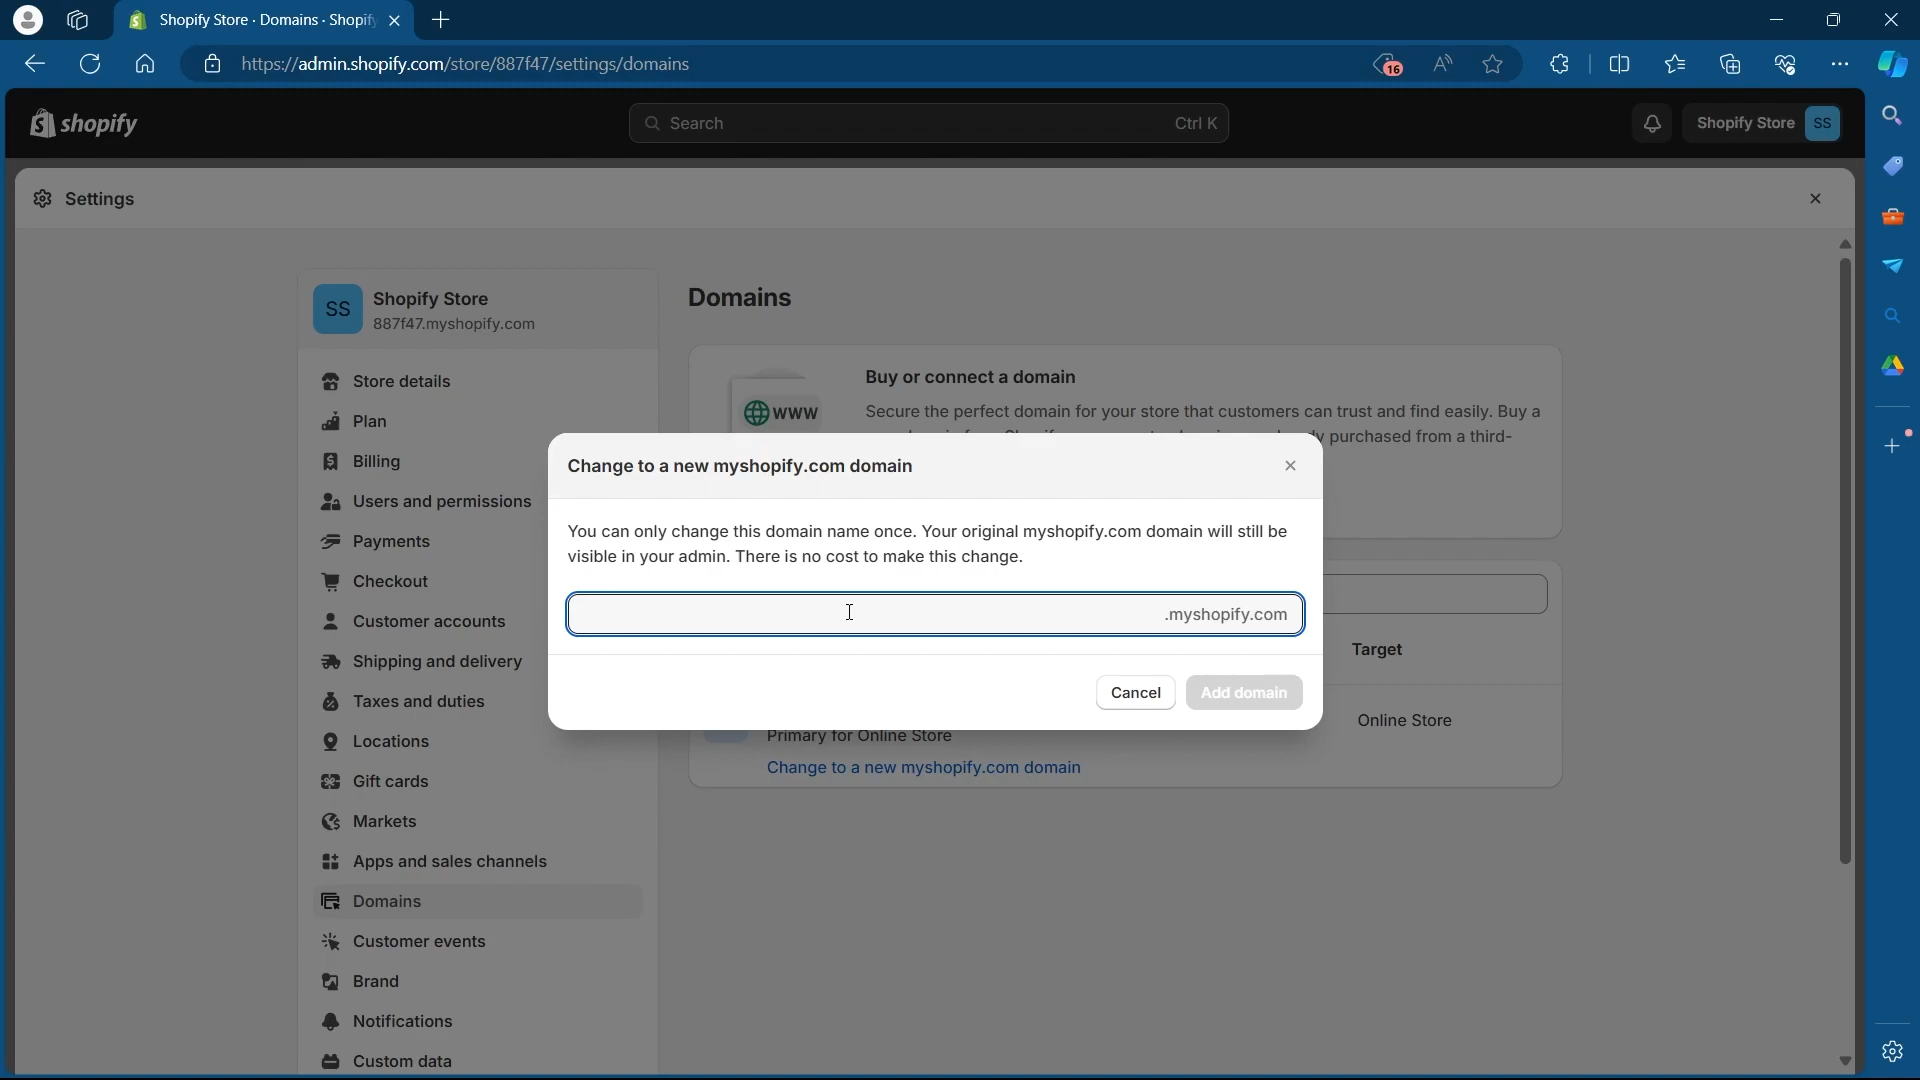 Shopify Store · Domains · Shopify
https://admin.shopify.com/store/887f47/settings/domains
16
shopify
Search
Ctrl K
Shopify Store
SS
Settings
SS
Shopify Store
887f47.myshopify.com
Store details
Plan
Billing
Users and permissions
Payments
Checkout
Customer accounts
Shipping and delivery
Taxes and duties
Locations
Gift cards
Markets
Apps and sales channels
Domains
Customer events
Brand
Notifications
Custom data
Domains
www
Buy or connect a domain
Secure the perfect domain for your store that customers can trust and find easily. Buy a
purchased from a third-
Change to a new myshopify.com domain
You can only change this domain name once. Your original myshopify.com domain will still be
visible in your admin. There is no cost to make this change.
.myshopify.com
Cancel
Add domain
Target
Online Store
Primary for Online Store
Change to a new myshopify.com domain